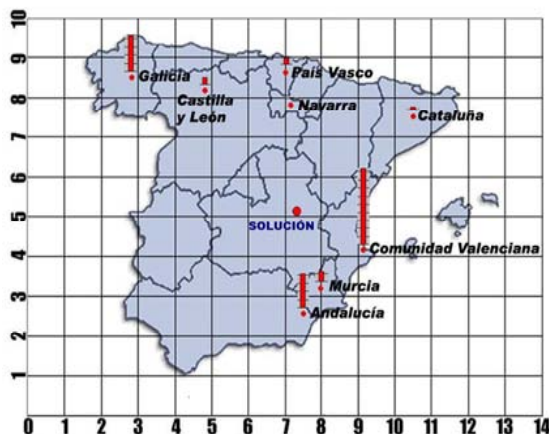 10
9
8
7
6
5
4
3
2
1
Galicia
País Vasco
Castilla
y León
Navarra
Cataluña
SOLUCIÓN
Comunidad Valenciana
Murcia
Andalucía
0 1 2 3 4 5 6 7 8 9 10 11 12 13 14